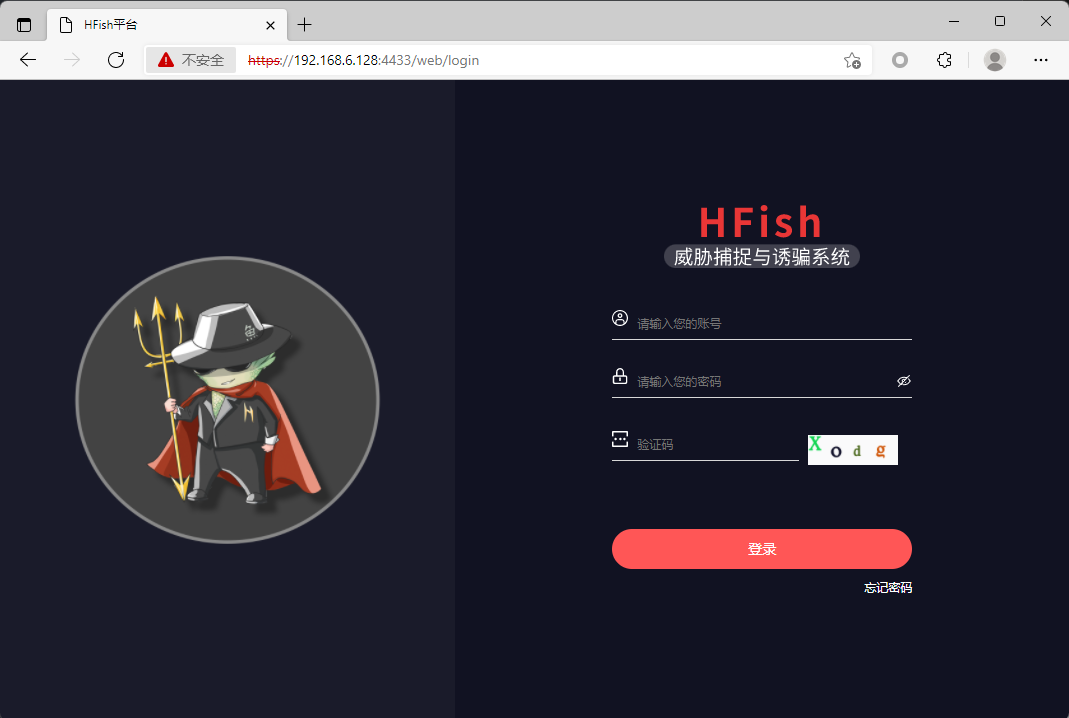 HFish平台
不安全
https://192.168.6.128:4433/web/login
魚
HFish
威胁捕捉与诱骗系统
请输入您的账号
请输入您的密码
验证码
X o d g
登录
忘记密码